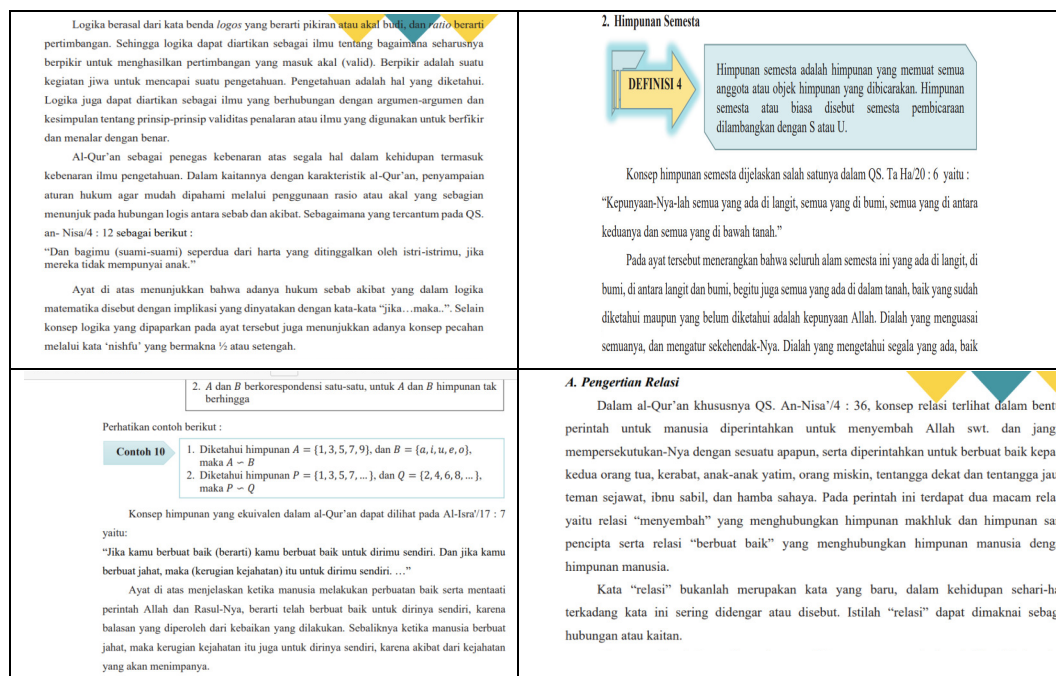 Logika berasal dari kata benda logos yang berarti pikiran atau akal budi, dan ratio berarti
pertimbangan. Sehingga logika dapat diartikan sebagai ilmu tentang bagaimana seharusnya
berpikir untuk menghasilkan pertimbangan yang masuk akal (valid). Berpikir adalah suatu
kegiatan jiwa untuk mencapai suatu pengetahuan. Pengetahuan adalah hal yang diketahui.
Logika juga dapat diartikan sebagai ilmu yang berhubungan dengan argumen-argumen dan
kesimpulan tentang prinsip-prinsip validitas penalaran atau ilmu yang digunakan untuk berfikir
dan menalar dengan benar.
Al-Qur'an sebagai penegas kebenaran atas segala hal dalam kehidupan termasuk
kebenaran ilmu pengetahuan. Dalam kaitannya dengan karakteristik al-Qur'an, penyampaian
aturan hukum agar mudah dipahami melalui penggunaan rasio atau akal yang sebagian
menunjuk pada hubungan logis antara sebab dan akibat. Sebagaimana yang tercantum pada QS.
an- Nisa/4 : 12 sebagai berikut :
“Dan bagimu (suami-suami) seperdua dari harta yang ditinggalkan oleh istri-istrimu, jika
mereka tidak mempunyai anak.”
Ayat di atas menunjukkan bahwa adanya hukum sebab akibat yang dalam logika
matematika disebut dengan implikasi yang dinyatakan dengan kata-kata “jika…maka..”. Selain
konsep logika yang dipaparkan pada ayat tersebut juga menunjukkan adanya konsep pecahan
melalui kata ‘nishfu’ yang bermakna ½ atau setengah.
2. Himpunan Semesta
DEFINISI 4
Himpunan semesta adalah himpunan yang memuat semua
anggota atau objek himpunan yang dibicarakan. Himpunan
semesta atau biasa disebut semesta pembicaraan
dilambangkan dengan S atau U.
Konsep himpunan semesta dijelaskan salah satunya dalam QS. Ta Ha/20 : 6 yaitu :
“Kepunyaan-Nya-lah semua yang ada di langit, semua yang di bumi, semua yang di antara
keduanya dan semua yang di bawah tanah.”
Pada ayat tersebut menerangkan bahwa seluruh alam semesta ini yang ada di langit, di
bumi, di antara langit dan bumi, begitu juga semua yang ada di dalam tanah, baik yang sudah
diketahui maupun yang belum diketahui adalah kepunyaan Allah. Dialah yang menguasai
semuanya, dan mengatur sekehendak-Nya. Dialah yang mengetahui segala yang ada, baik
2. A dan B berkorespondensi satu-satu, untuk A dan B himpunan tak
berhingga
Perhatikan contoh berikut :
Contoh 10
1. Diketahui himpunan A = {1, 3, 5, 7, 9}, dan B = {a, i, u, e, o},
maka A ∽ B
2. Diketahui himpunan P = {1, 3, 5, 7, … }, dan Q = {2, 4, 6, 8, … },
maka P ∽ Q
Konsep himpunan yang ekuivalen dalam al-Qur'an dapat dilihat pada Al-Isra'/17 : 7
yaitu:
“Jika kamu berbuat baik (berarti) kamu berbuat baik untuk dirimu sendiri. Dan jika kamu
berbuat jahat, maka (kerugian kejahatan) itu untuk dirimu sendiri. …”
Ayat di atas menjelaskan ketika manusia melakukan perbuatan baik serta mentaati
perintah Allah dan Rasul-Nya, berarti telah berbuat baik untuk dirinya sendiri, karena
balasan yang diperoleh dari kebaikan yang dilakukan. Sebaliknya ketika manusia berbuat
jahat, maka kerugian kejahatan itu juga untuk dirinya sendiri, karena akibat dari kejahatan
yang akan menimpanya.
A. Pengertian Relasi
Dalam al-Qur'an khususnya QS. An-Nisa'/4 : 36, konsep relasi terlihat dalam bent
perintah untuk manusia diperintahkan untuk menyembah Allah swt. dan jang
mempersekutukan-Nya dengan sesuatu apapun, serta diperintahkan untuk berbuat baik kepa
kedua orang tua, kerabat, anak-anak yatim, orang miskin, tentangga dekat dan tentangga jau
teman sejawat, ibnu sabil, dan hamba sahaya. Pada perintah ini terdapat dua macam rela
yaitu relasi “menyembah” yang menghubungkan himpunan makhluk dan himpunan sa
pencipta serta relasi “berbuat baik” yang menghubungkan himpunan manusia deng
himpunan manusia.
Kata “relasi” bukanlah merupakan kata yang baru, dalam kehidupan sehari-ha
terkadang kata ini sering didengar atau disebut. Istilah “relasi” dapat dimaknai sebag
hubungan atau kaitan.